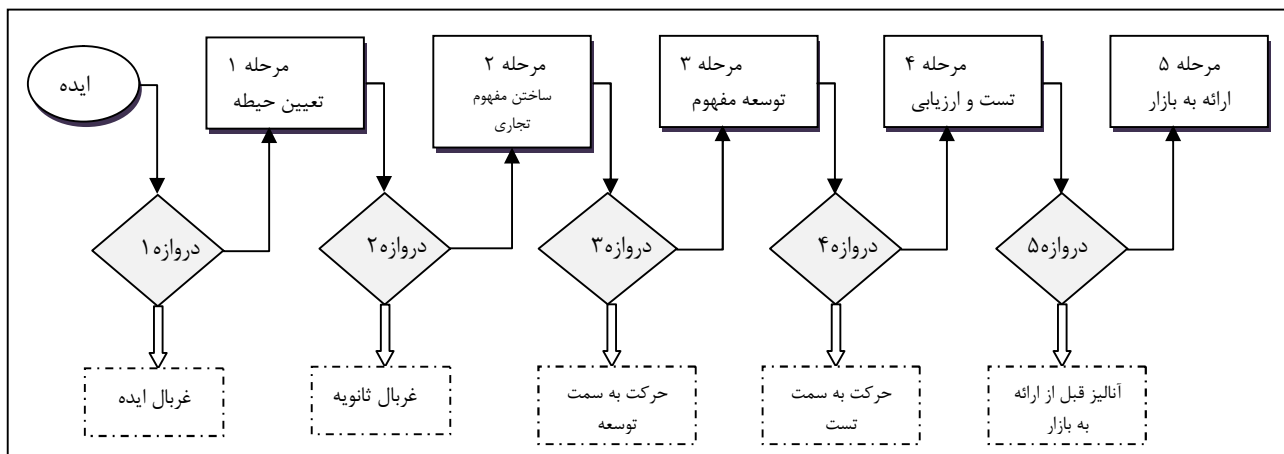 ایده
مرحله ۱
تعیین حیطه
مرحله ۲
ساختن مفهوم
تجاری
مرحله ۳
توسعه مفهوم
مرحله ۴
تست و ارزیابی
مرحله ۵
ارائه به بازار
دروازه۱
دروازه۲
دروازه۳
دروازه۴
دروازه۵
غربال ایده
غربال ثانویه
حرکت به سمت
توسعه
حرکت به سمت
تست
آنالیز قبل از ارائه
به بازار